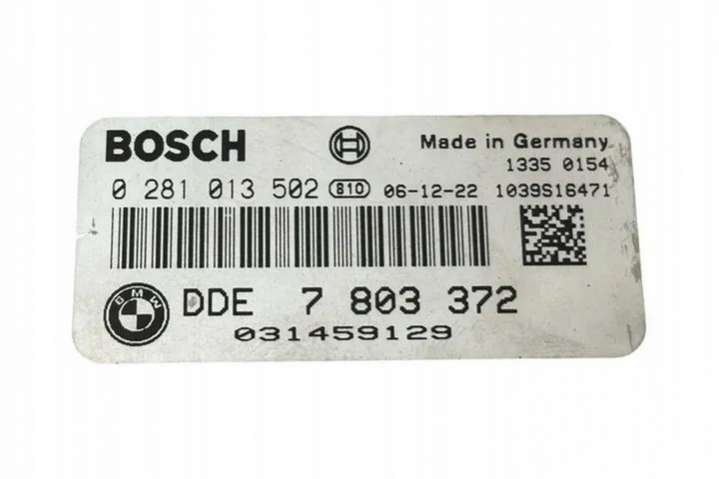 BOSCH
Made in Germany
1335 0154
0 281 013 502 810 06-12-22 1039S16471
BMW
DDE 7 803 372
031459129